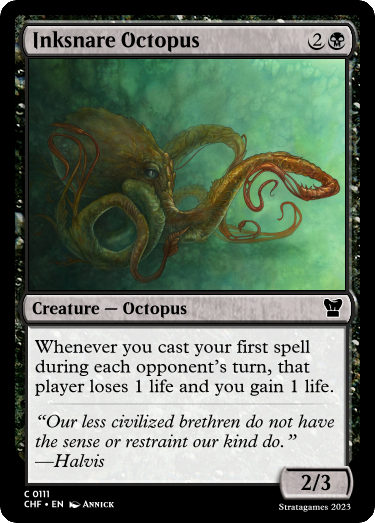 Inksnare Octopus 2
Creature — Octopus
Whenever you cast your first spell
during each opponent's turn, that
player loses 1 life and you gain 1 life.
“Our less civilized brethren do not have
the sense or restraint our kind do.”
—Halvis
2/3
C 0111
CHF • EN Annick
Stratagames 2023